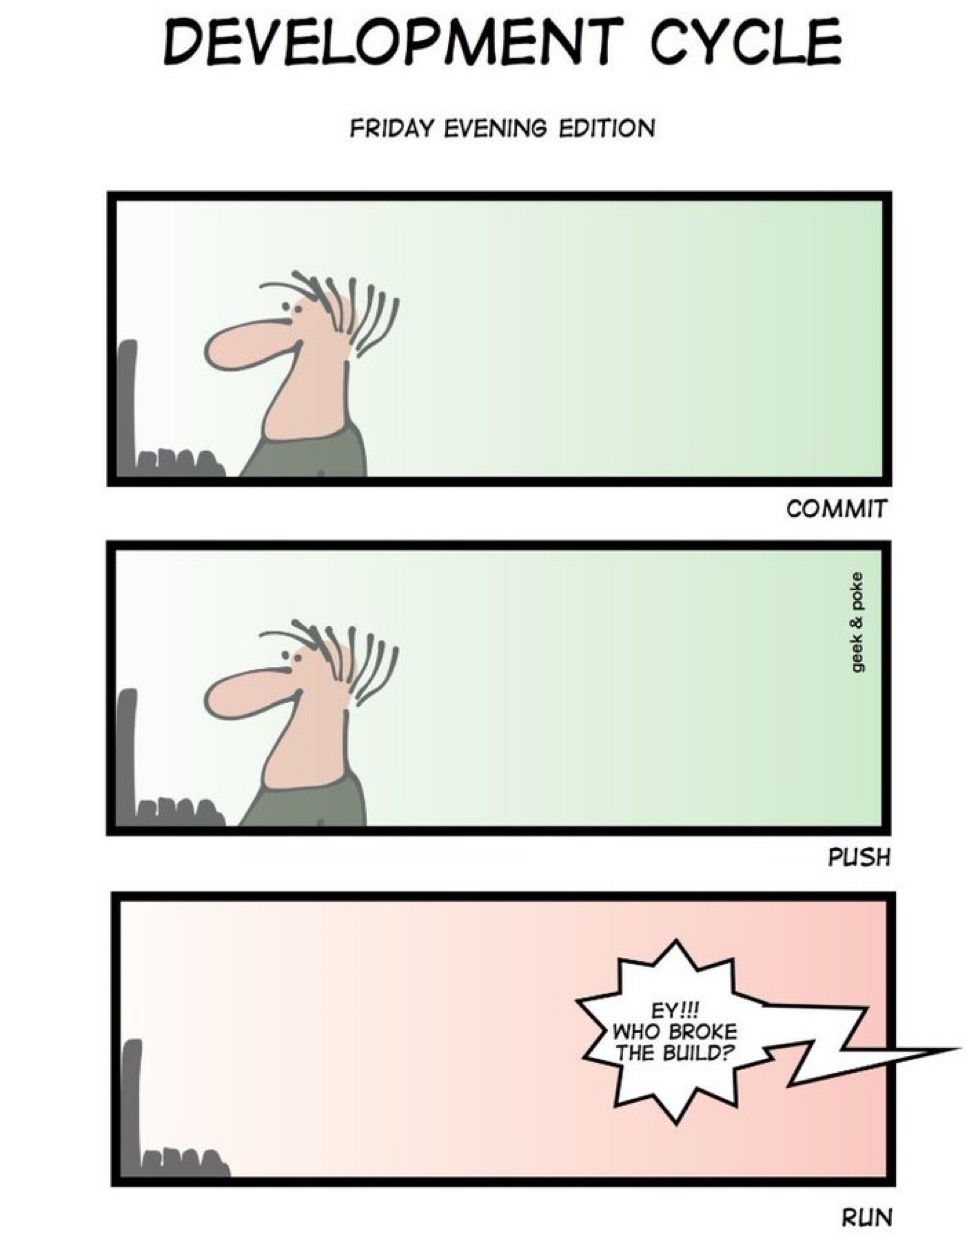 DEVELOPMENT CYCLE
FRIDAY EVENING EDITION
COMMIT
geek & poke
PUSH
EY!!!
WHO BROKE
THE BUILD?
RUN